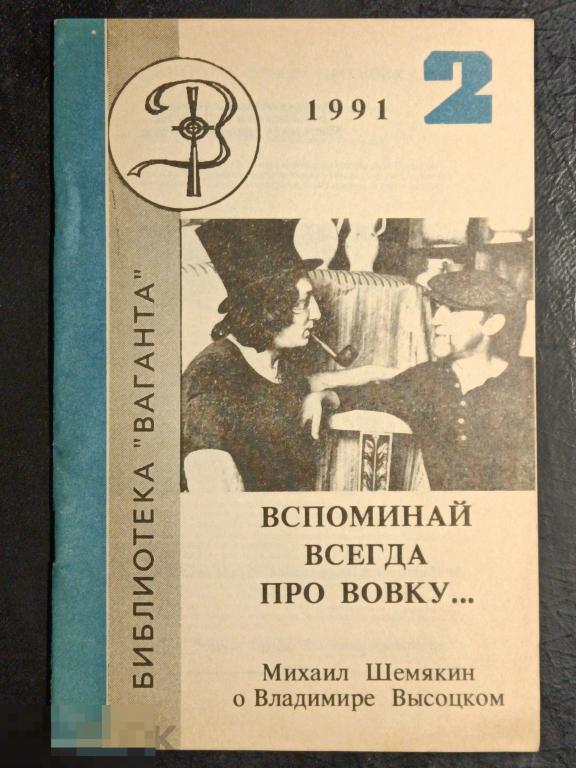 1991 2
БИБЛИОТЕКА "ВАГАНТА"
ВСПОМИНАЙ
ВСЕГДА
ПРО ВОВКУ...
Михаил Шемякин
о Владимире Высоцком